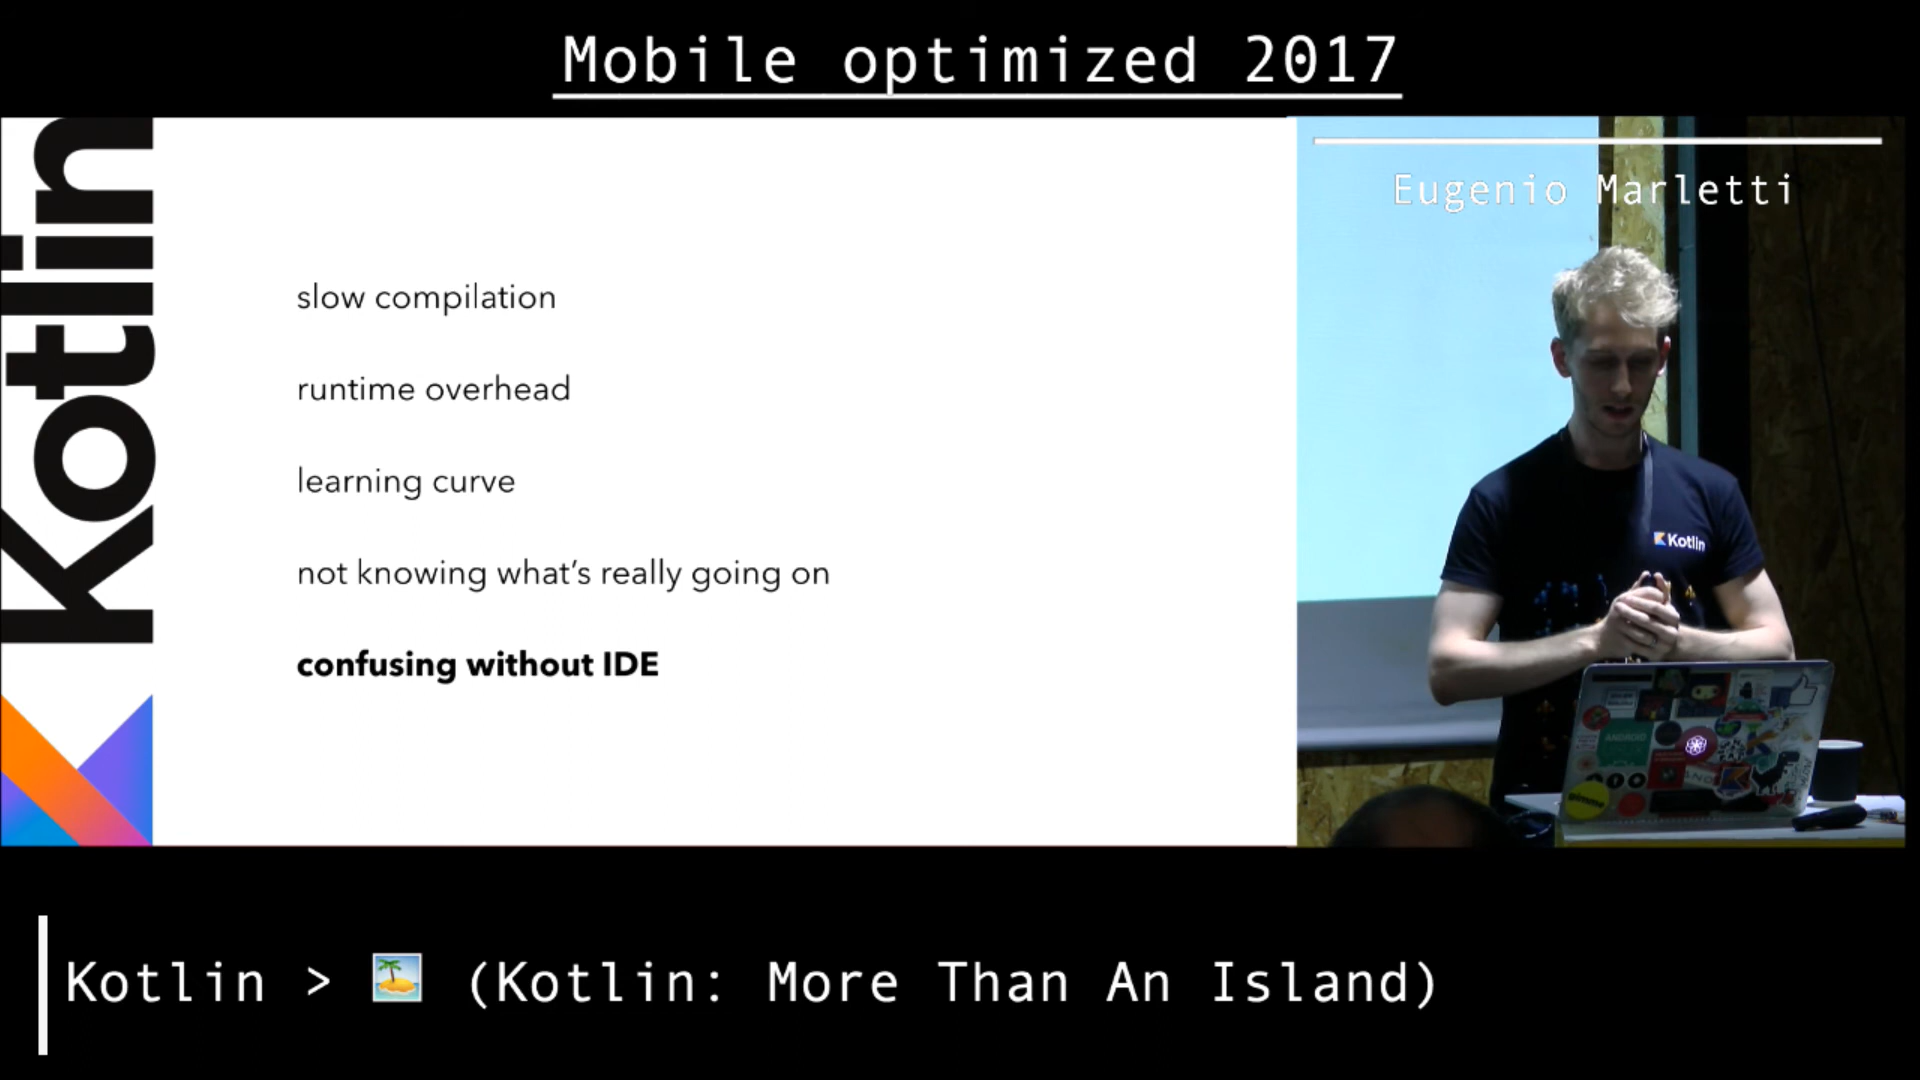 Mobile optimized 2017
Kotlin
slow compilation
runtime overhead
learning curve
not knowing what’s really going on
confusing without IDE
Eugenio Marletti
Kotlin
ANDROID
Kotlin > 🏝 (Kotlin: More Than An Island)